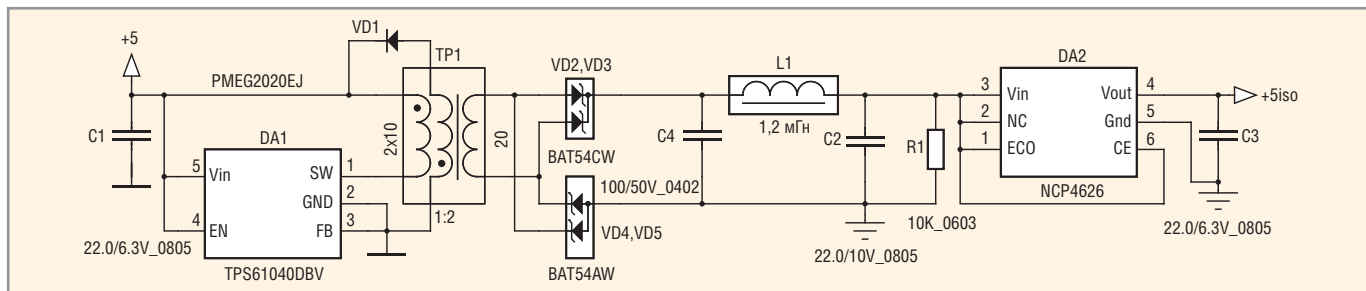 +5
VD1
TP1
PMEG2020EJ
C1
22.0/6.3V_0805
DA1
5 Vin
4 EN
SW 1
GND 2
FB 3
TPS61040DBV
2x10
20
1:2
VD2,VD3
BAT54CW
100/50V_0402
VD4,VD5
BAT54AW
C4
L1
1,2 мГн
C2
22.0/10V_0805
R1
10K_0603
DA2
3 Vin
2 NC
1 ECO
Vout 4
Gnd 5
CE 6
NCP4626
+5iso
C3
22.0/6.3V_0805